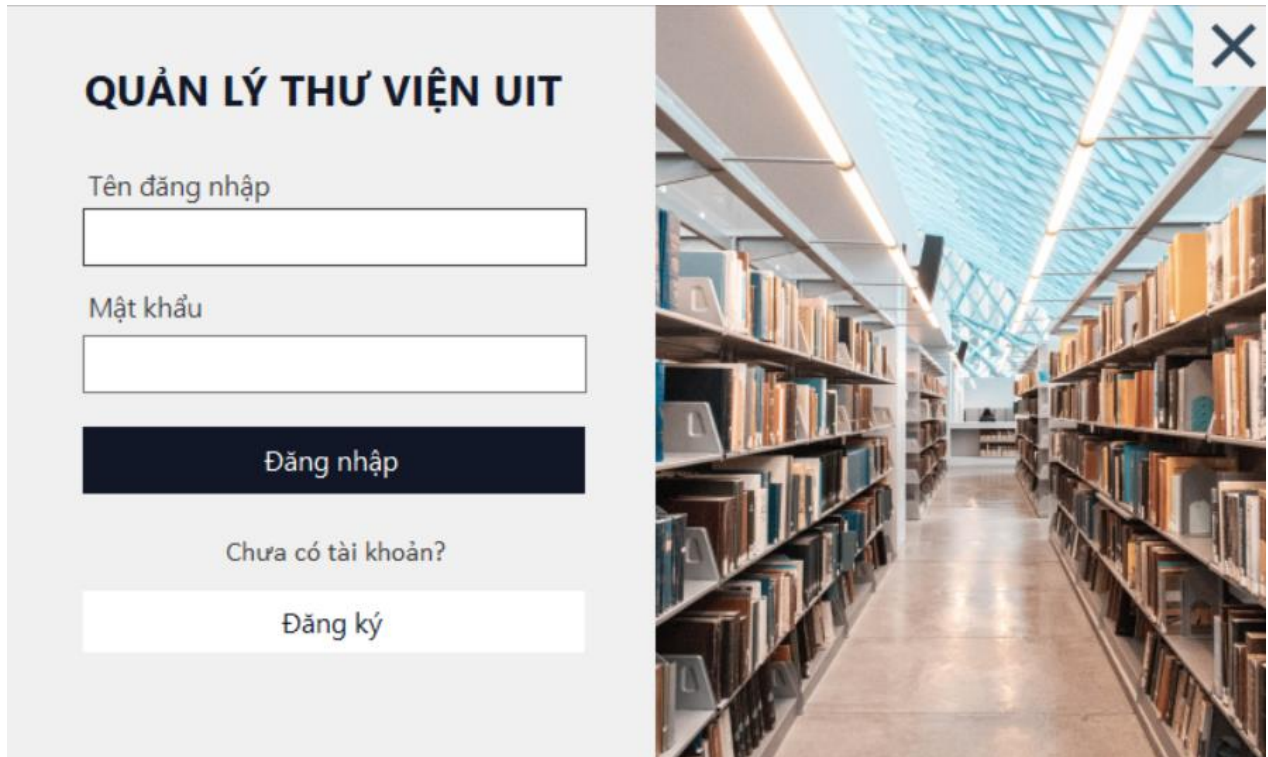 QUẢN LÝ THƯ VIỆN UIT
Tên đăng nhập
Mật khẩu
Đăng nhập
Chưa có tài khoản?
Đăng ký